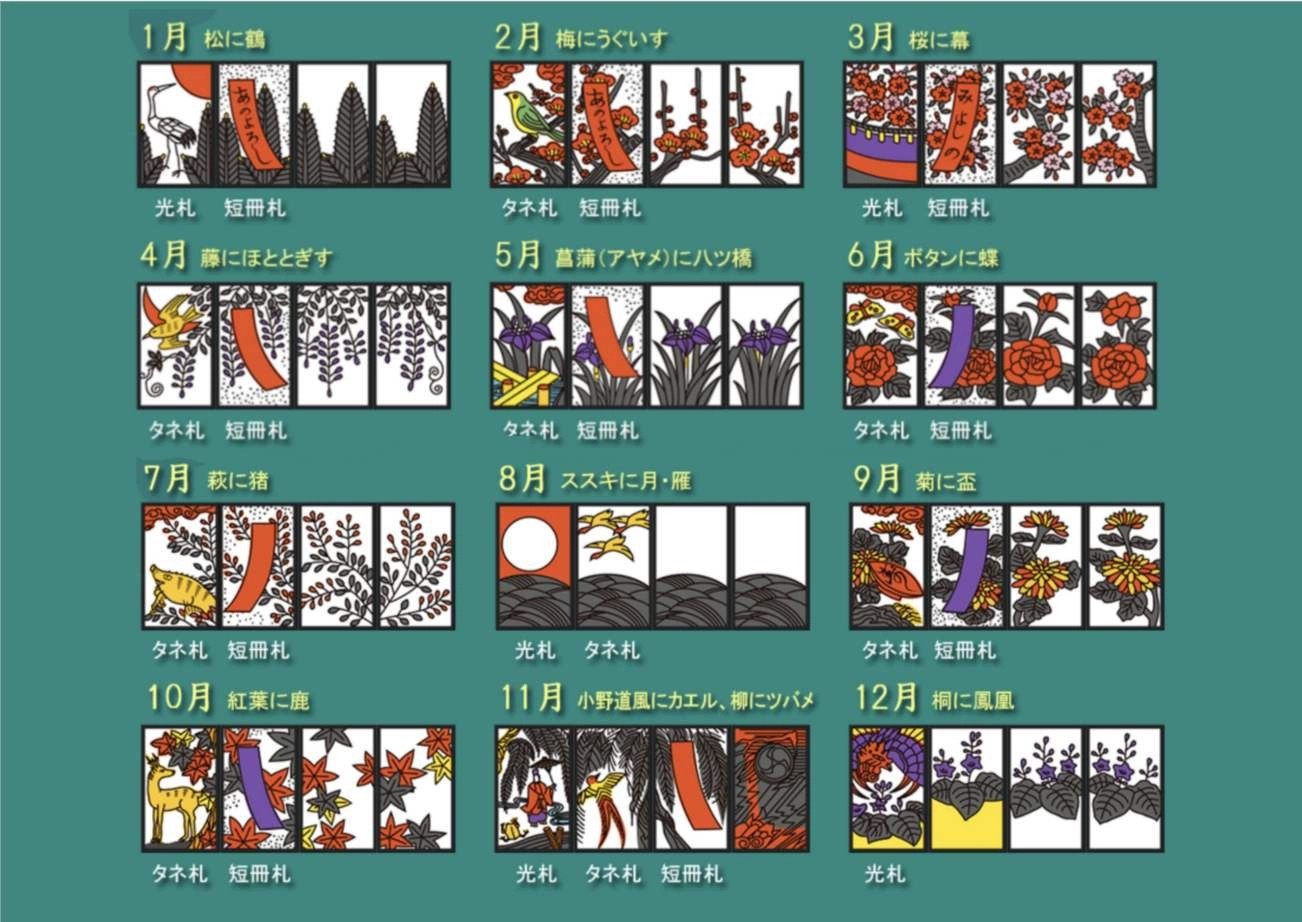 1月 松に鶴
2月 梅にうぐいす
3月 桜に幕
あのよろし
あのよろし
みよしの
光札 短冊札
タネ札 短冊札
光札 短冊札
4月 藤にほととぎす
5月 菖蒲(アヤメ)に八ツ橋
6月 ボタンに蝶
タネ札 短冊札
タネ札 短冊札
タネ札 短冊札
7月 萩に猪
8月 ススキに月・雁
9月 菊に盃
タネ札 短冊札
光札 タネ札
タネ札 短冊札
10月 紅葉に鹿
11月 小野道風にカエル、柳にツバメ
12月 桐に鳳凰
タネ札 短冊札
光札 タネ札 短冊札
光札